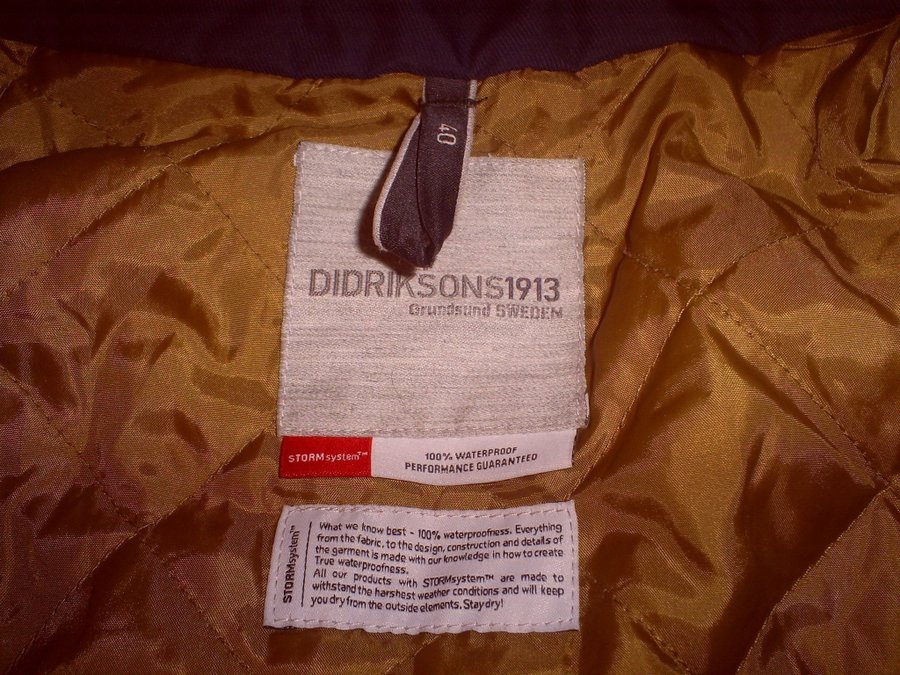 40
DIDRIKSONS1913
Grundsund SWEDEN
STORMsystem™
100% WATERPROOF
PERFORMANCE GUARANTEED
STORMsystem™
What we know best - 100% waterproofness. Everything
from the fabric, to the design, construction and details of
the garment is made with our knowledge in how to create
True waterproofness.
All our products with STORMsystem™ are made to
withstand the harshest weather conditions and will keep
you dry from the outside elements. Stay dry!